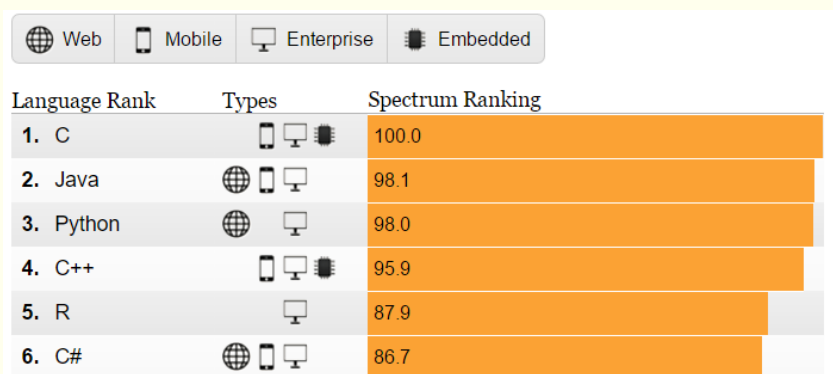 Web Mobile Enterprise Embedded
Language Rank Types Spectrum Ranking
1. C 100.0
2. Java 98.1
3. Python 98.0
4. C++ 95.9
5. R 87.9
6. C# 86.7